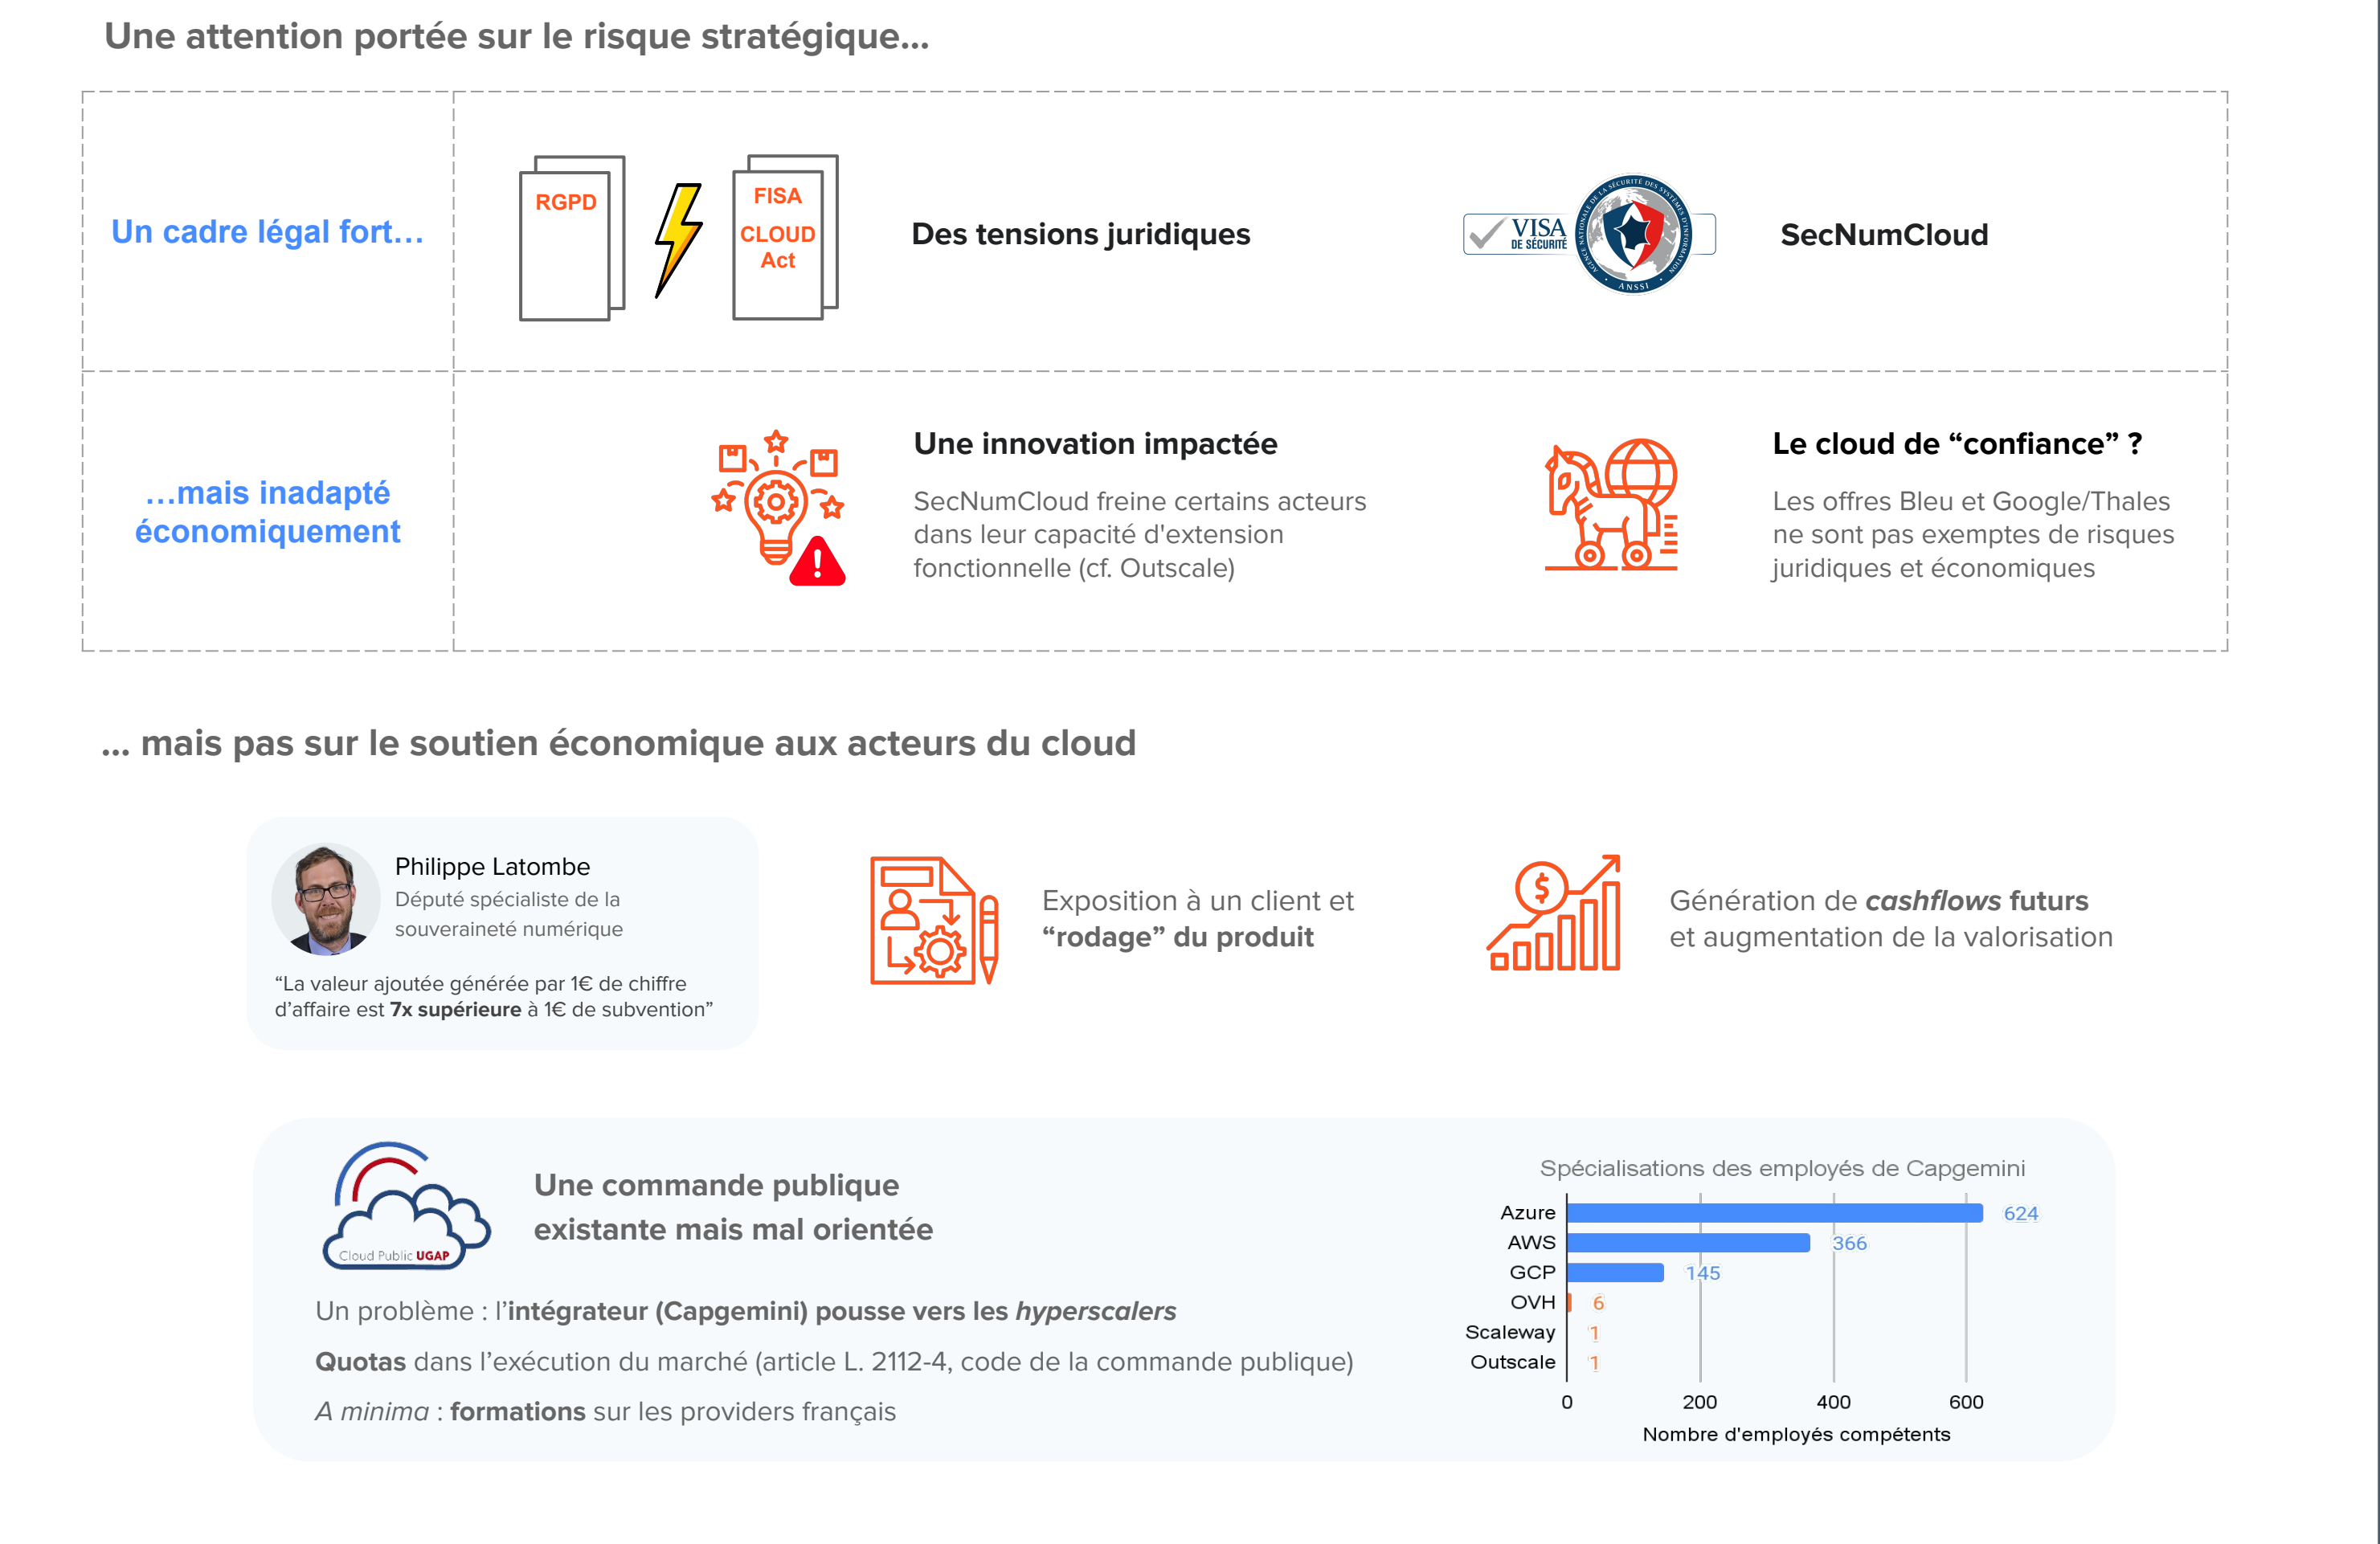 Une attention portée sur le risque stratégique...
Un cadre légal fort…
RGPD
FISA
CLOUD
Act
Des tensions juridiques
VISA
DE SÉCURITÉ
AGENCE NATIONALE DE LA SÉCURITÉ DES SYSTÈMES D'INFORMATION
ANSSI
SecNumCloud
…mais inadapté
économiquement
Une innovation impactée
SecNumCloud freine certains acteurs
dans leur capacité d'extension
fonctionnelle (cf. Outscale)
Le cloud de “confiance” ?
Les offres Bleu et Google/Thales
ne sont pas exemptes de risques
juridiques et économiques
... mais pas sur le soutien économique aux acteurs du cloud
Philippe Latombe
Député spécialiste de la
souveraineté numérique
“La valeur ajoutée générée par 1€ de chiffre
d’affaire est 7x supérieure à 1€ de subvention”
Exposition à un client et
“rodage” du produit
$
Génération de cashflows futurs
et augmentation de la valorisation
Cloud Public UGAP
Une commande publique
existante mais mal orientée
Un problème : l’intégrateur (Capgemini) pousse vers les hyperscalers
Quotas dans l’exécution du marché (article L. 2112-4, code de la commande publique)
A minima : formations sur les providers français
Spécialisations des employés de Capgemini
Azure 624
AWS 366
GCP 145
OVH 6
Scaleway 1
Outscale 1
0 200 400 600
Nombre d'employés compétents